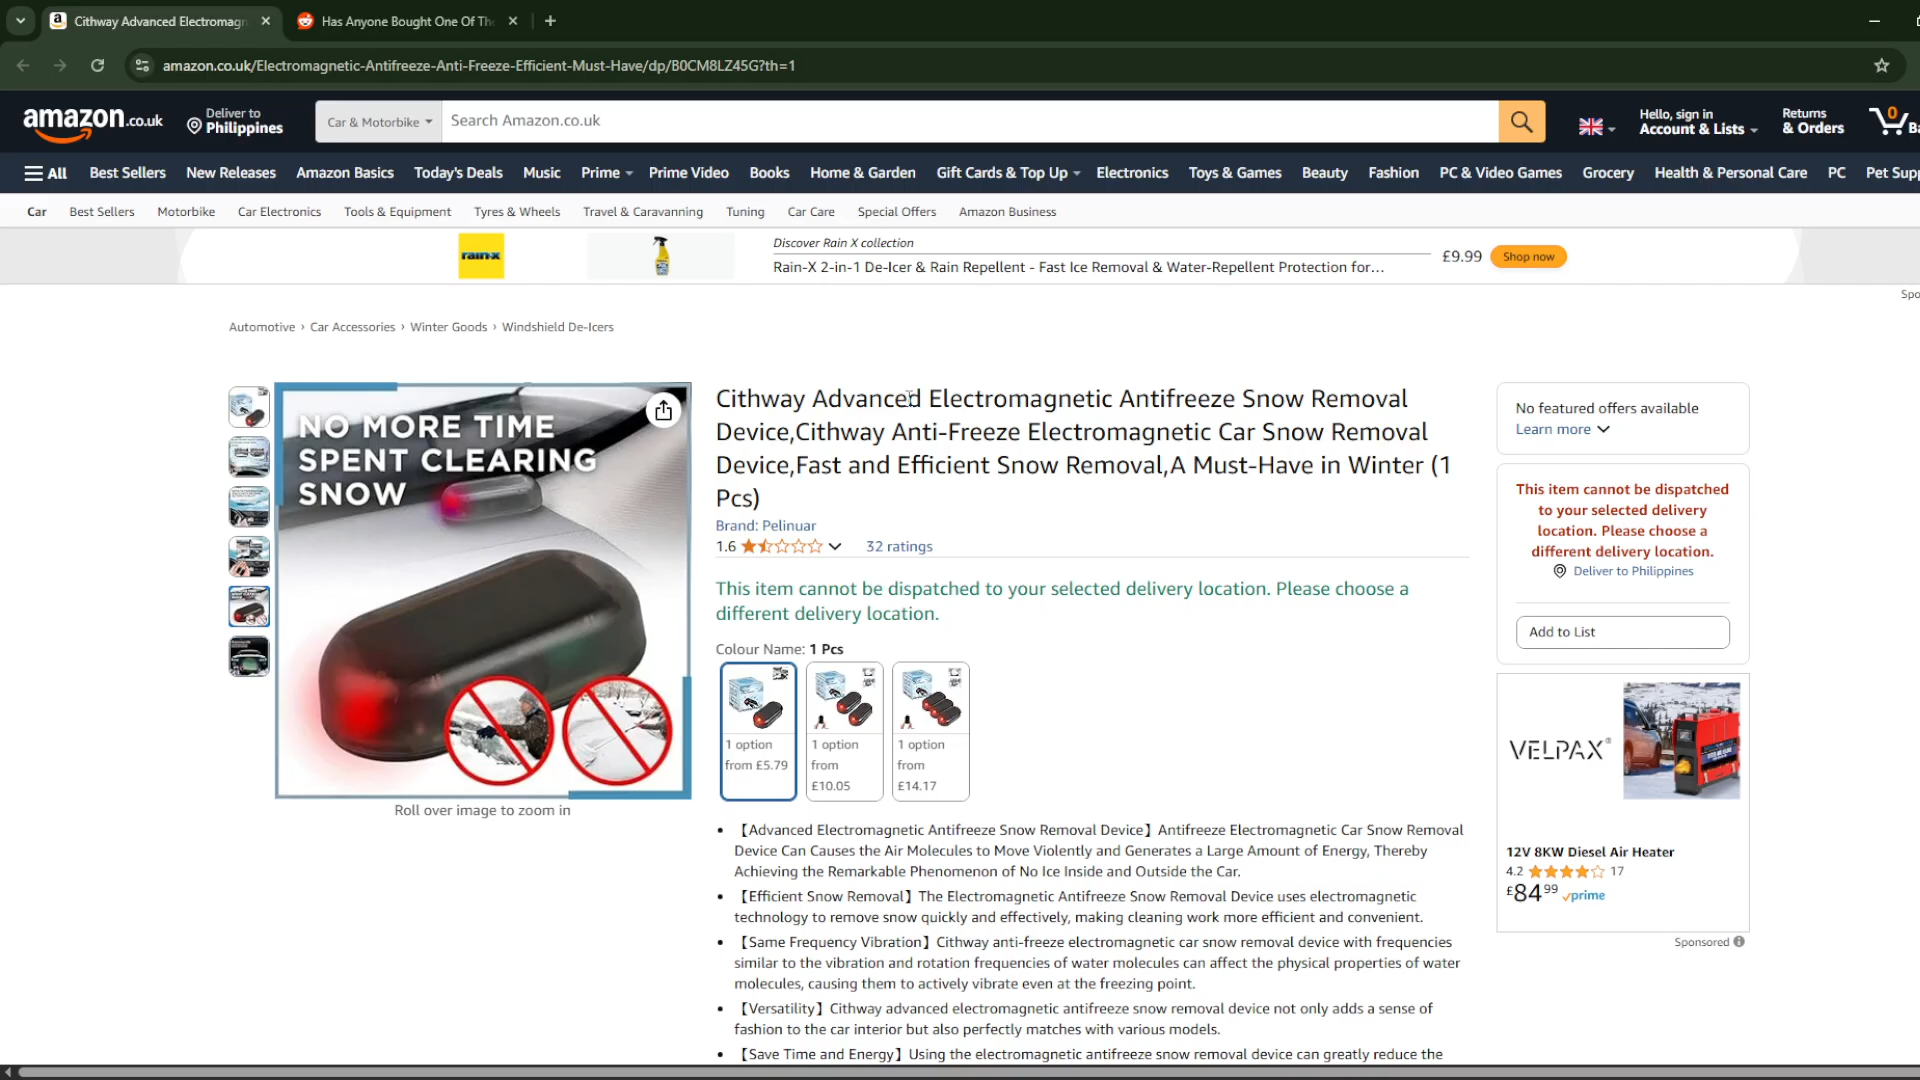 Cithway Advanced Electromagn
Has Anyone Bought One Of Th
amazon.co.uk/Electromagnetic-Antifreeze-Anti-Freeze-Efficient-Must-Have/dp/B0CM8LZ45G?th=1
amazon.co.uk
Deliver to
Philippines
Car & Motorbike
Search Amazon.co.uk
Hello, sign in
Account & Lists
Returns
& Orders
0
All
Best Sellers
New Releases
Amazon Basics
Today's Deals
Music
Prime
Prime Video
Books
Home & Garden
Gift Cards & Top Up
Electronics
Toys & Games
Beauty
Fashion
PC & Video Games
Grocery
Health & Personal Care
PC
Pet Supp
Car
Best Sellers
Motorbike
Car Electronics
Tools & Equipment
Tyres & Wheels
Travel & Caravanning
Tuning
Car Care
Special Offers
Amazon Business
rain-x
Discover Rain X collection
Rain-X 2-in-1 De-Icer & Rain Repellent - Fast Ice Removal & Water-Repellent Protection for…
£9.99
Shop now
Spo
Automotive › Car Accessories › Winter Goods › Windshield De-Icers
NO MORE TIME
SPENT CLEARING
SNOW
Roll over image to zoom in
Cithway Advanced Electromagnetic Antifreeze Snow Removal
Device,Cithway Anti-Freeze Electromagnetic Car Snow Removal
Device,Fast and Efficient Snow Removal,A Must-Have in Winter (1
Pcs)
Brand: Pelinuar
1.6
32 ratings
This item cannot be dispatched to your selected delivery location. Please choose a
different delivery location.
Colour Name: 1 Pcs
1 option
from £5.79
1 option
from
£10.05
1 option
from
£14.17
• 【Advanced Electromagnetic Antifreeze Snow Removal Device】Antifreeze Electromagnetic Car Snow Removal
Device Can Causes the Air Molecules to Move Violently and Generates a Large Amount of Energy, Thereby
Achieving the Remarkable Phenomenon of No Ice Inside and Outside the Car.
• 【Efficient Snow Removal】The Electromagnetic Antifreeze Snow Removal Device uses electromagnetic
technology to remove snow quickly and effectively, making cleaning work more efficient and convenient.
• 【Same Frequency Vibration】Cithway anti-freeze electromagnetic car snow removal device with frequencies
similar to the vibration and rotation frequencies of water molecules can affect the physical properties of water
molecules, causing them to actively vibrate even at the freezing point.
• 【Versatility】Cithway advanced electromagnetic antifreeze snow removal device not only adds a sense of
fashion to the car interior but also perfectly matches with various models.
• 【Save Time and Energy】Using the electromagnetic antifreeze snow removal device can greatly reduce the
No featured offers available
Learn more
This item cannot be dispatched
to your selected delivery
location. Please choose a
different delivery location.
Deliver to Philippines
Add to List
VELPAX®
12V 8KW Diesel Air Heater
4.2
17
£84.99 prime
Sponsored